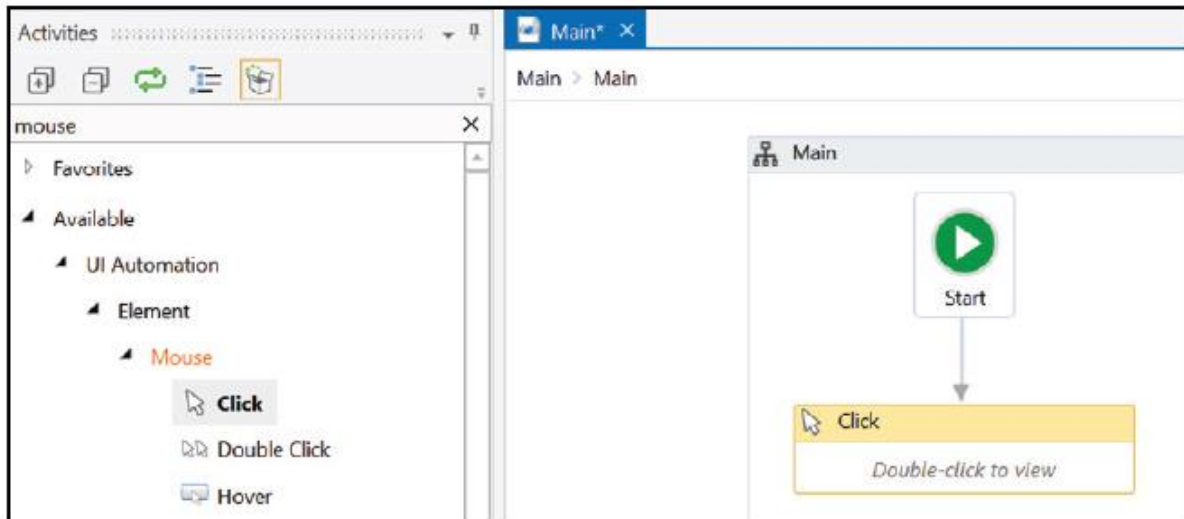 Activities
mouse
Favorites
Available
UI Automation
Element
Mouse
Click
Double Click
Hover
Main*
Main > Main
Main
Start
Click
Double-click to view